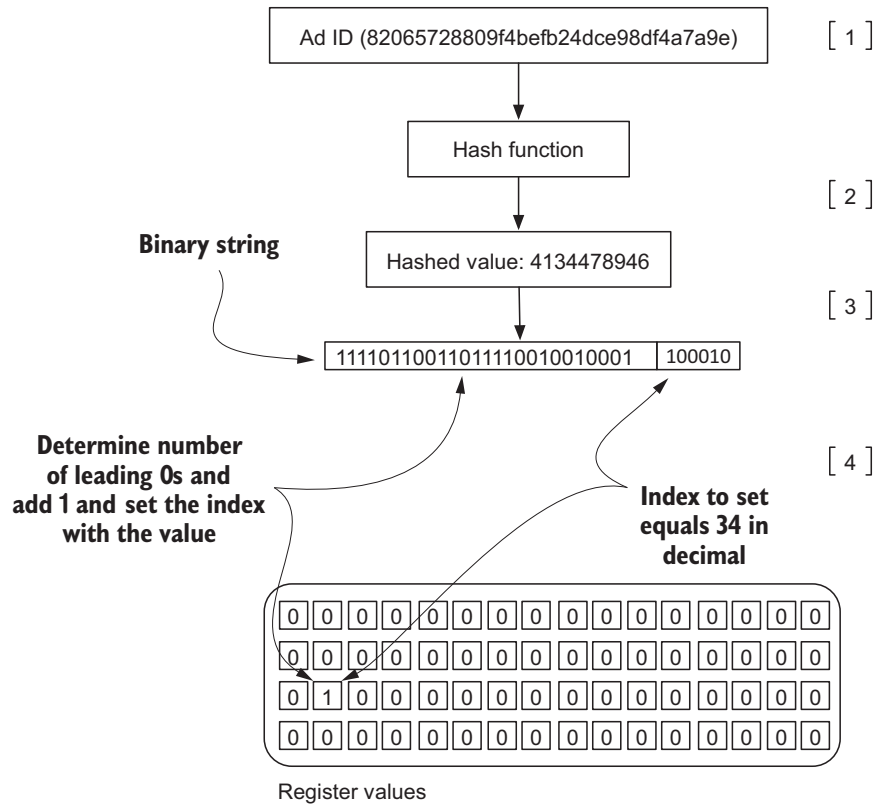 Ad ID (82065728809f4befb24dce98df4a7a9e)
[ 1 ]
Hash function
[ 2 ]
Binary string
Hashed value: 4134478946
[ 3 ]
11110110011011110010010001 100010
Determine number
of leading 0s and
add 1 and set the index
with the value
[ 4 ]
Index to set
equals 34 in
decimal
0 0 0 0 0 0 0 0 0 0 0 0 0 0 0 0
0 0 0 0 0 0 0 0 0 0 0 0 0 0 0 0
0 1 0 0 0 0 0 0 0 0 0 0 0 0 0 0
0 0 0 0 0 0 0 0 0 0 0 0 0 0 0 0
Register values